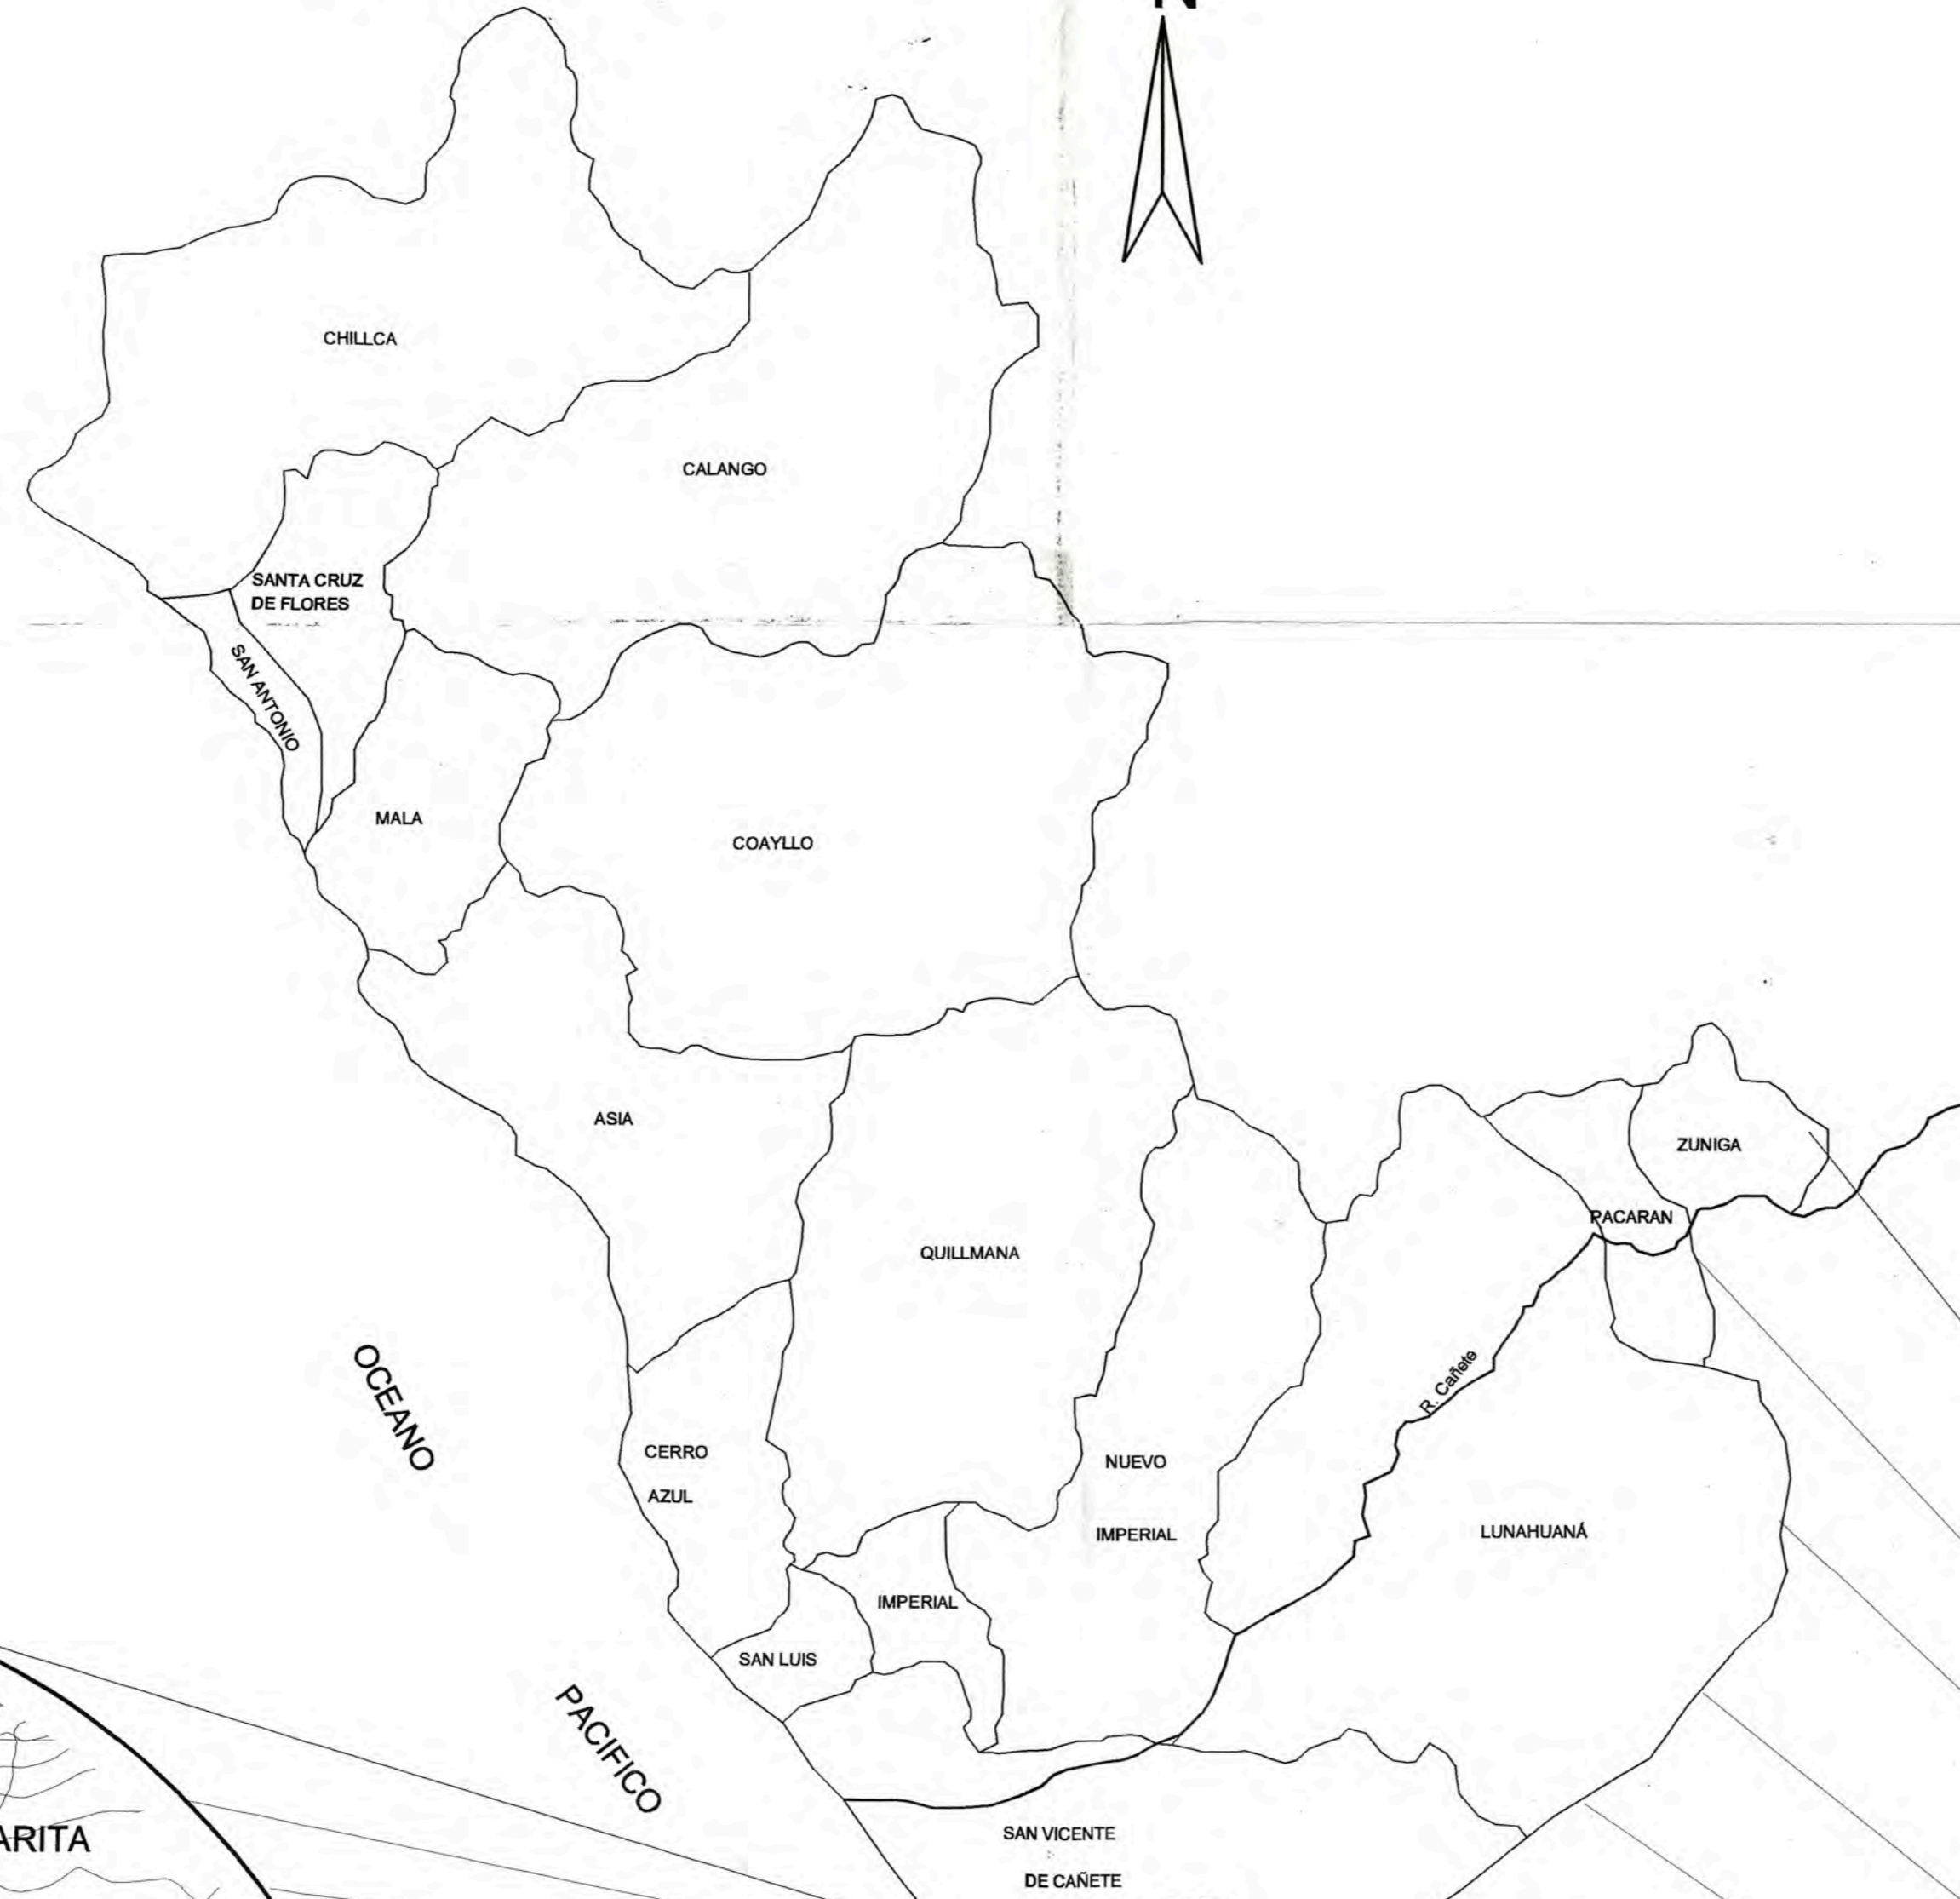 N
CHILLCA
CALANGO
SANTA CRUZ
DE FLORES
SAN ANTONIO
MALA
COAYLLO
ASIA
ZUNIGA
PACARAN
QUILLMANA
OCEANO
R. Cañete
CERRO
AZUL
NUEVO
IMPERIAL
LUNAHUANÁ
IMPERIAL
SAN LUIS
PACIFICO
ARITA
SAN VICENTE
DE CAÑETE